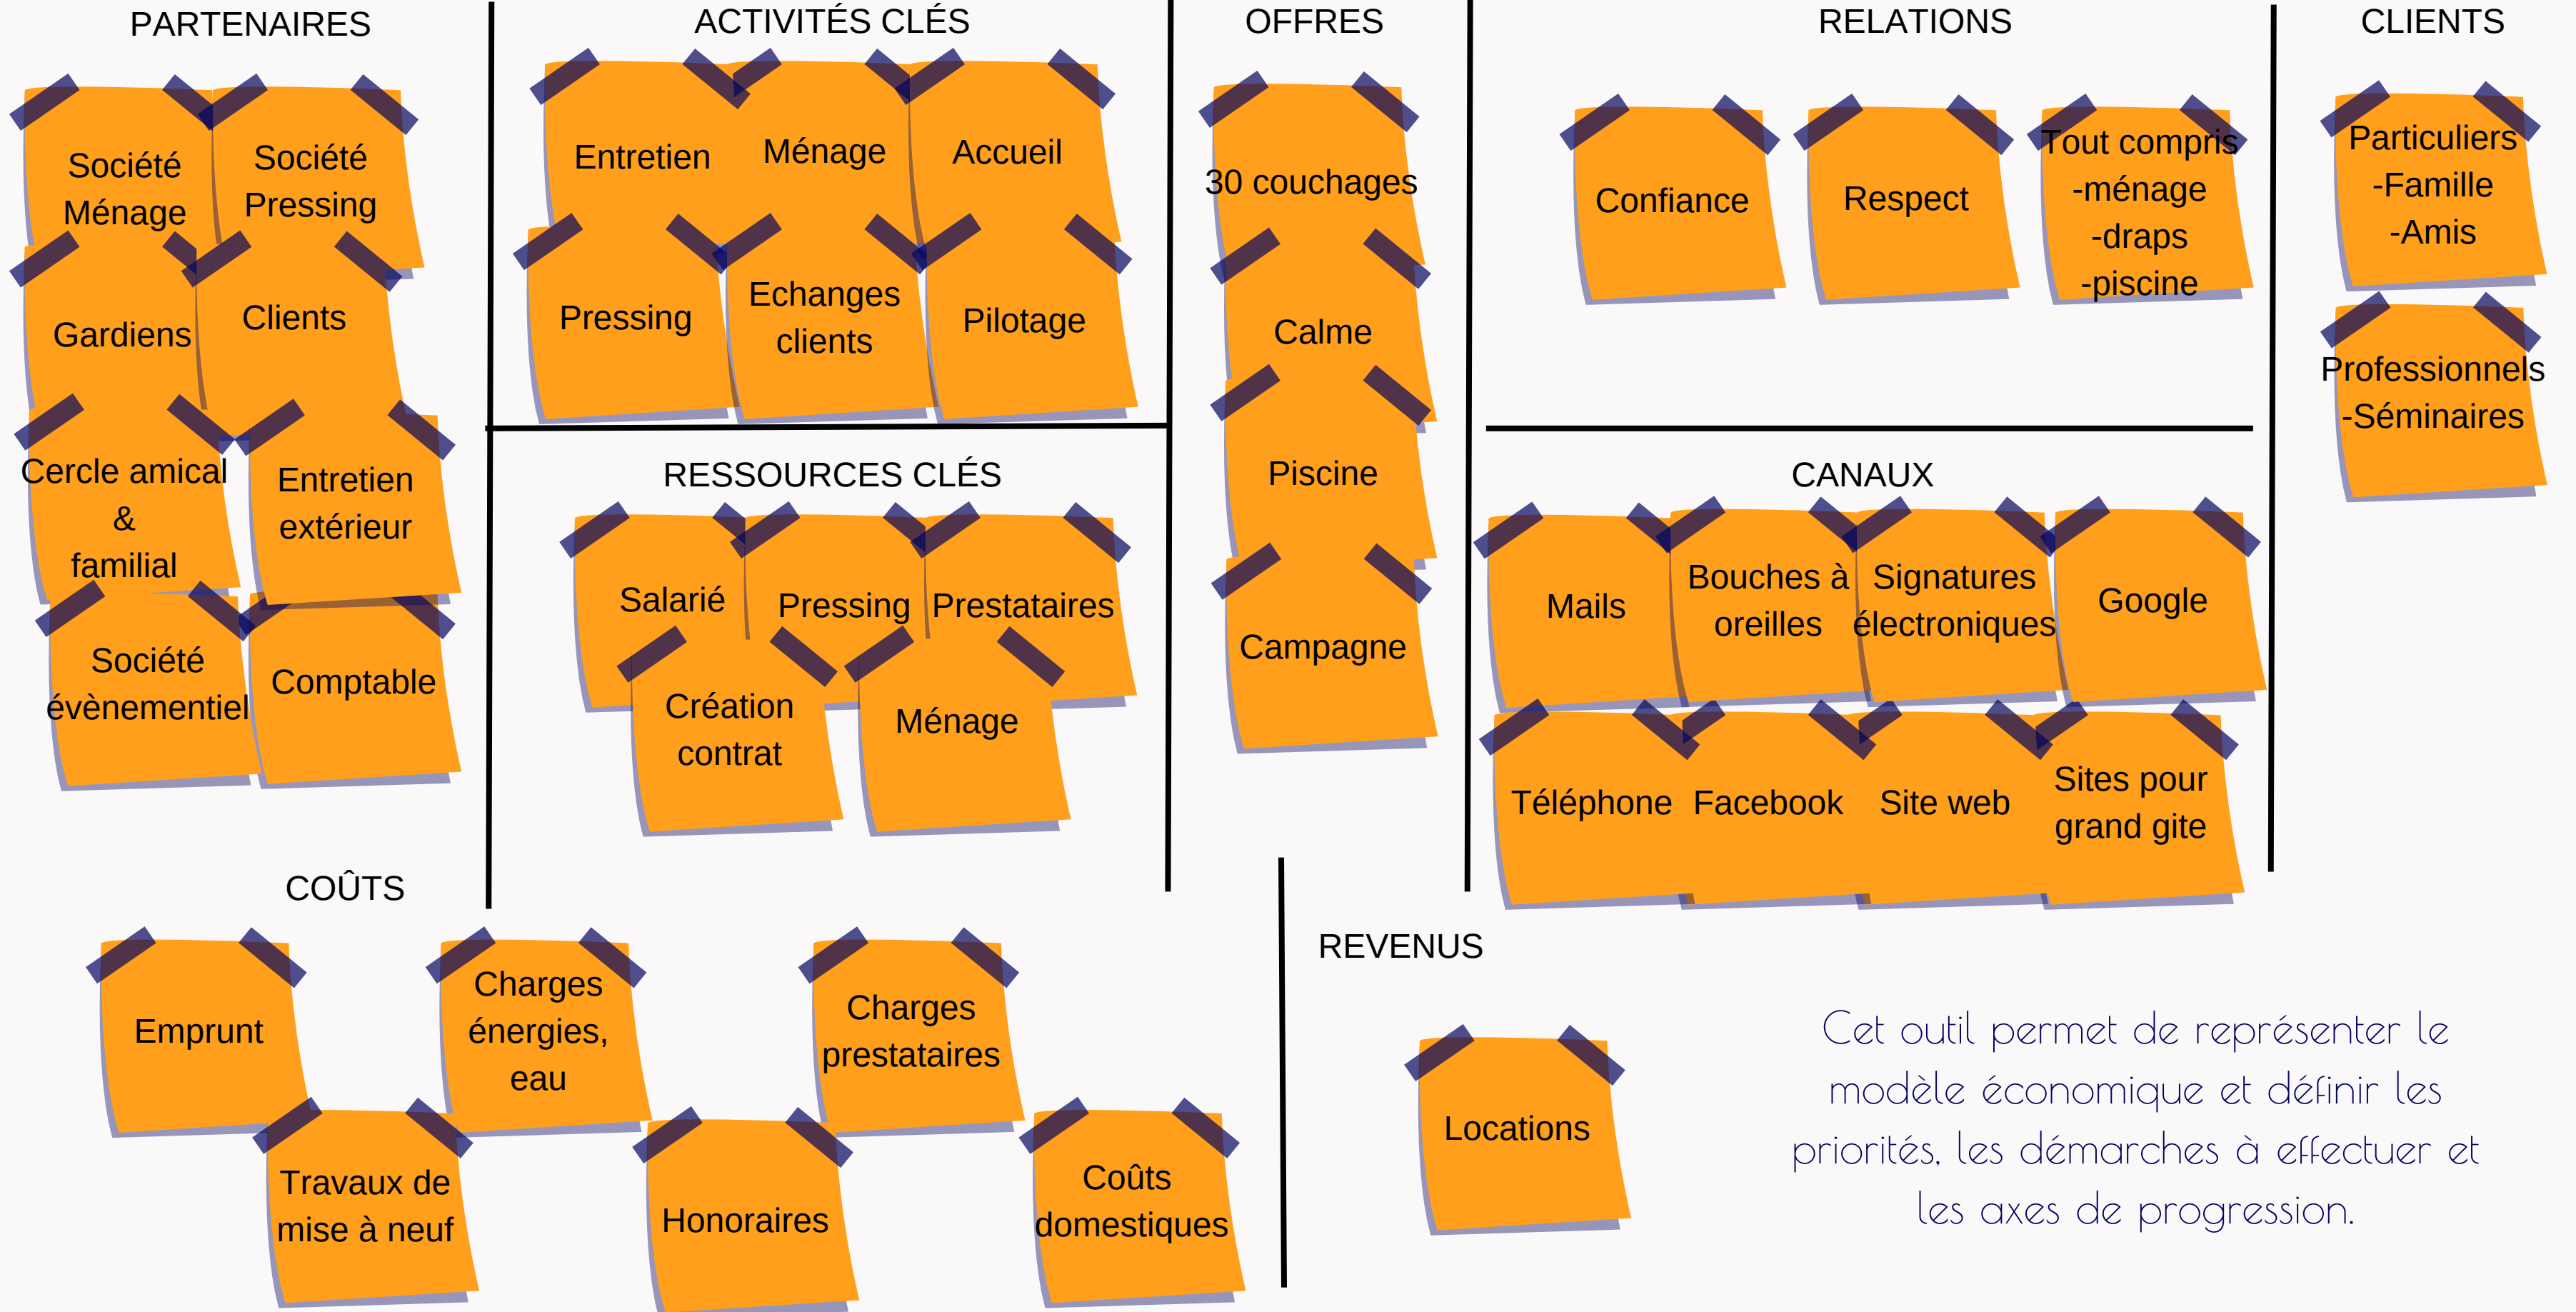 PARTENAIRES
Société
Ménage
Société
Pressing
Gardiens
Clients
Cercle amical
&
familial
Entretien
extérieur
Société
évènementiel
Comptable
ACTIVITÉS CLÉS
Entretien
Ménage
Accueil
Pressing
Echanges
clients
Pilotage
RESSOURCES CLÉS
Salarié
Pressing
Prestataires
Création
contrat
Ménage
OFFRES
30 couchages
Calme
Piscine
Campagne
RELATIONS
Confiance
Respect
Tout compris
-ménage
-draps
-piscine
CANAUX
Mails
Bouches à
oreilles
Signatures
électroniques
Google
Téléphone
Facebook
Site web
Sites pour
grand gite
CLIENTS
Particuliers
-Famille
-Amis
Professionnels
-Séminaires
COÛTS
Emprunt
Travaux de
mise à neuf
Charges
énergies,
eau
Honoraires
Charges
prestataires
Coûts
domestiques
REVENUS
Locations
Cet outil permet de représenter le
modèle économique et définir les
priorités, les démarches à effectuer et
les axes de progression.